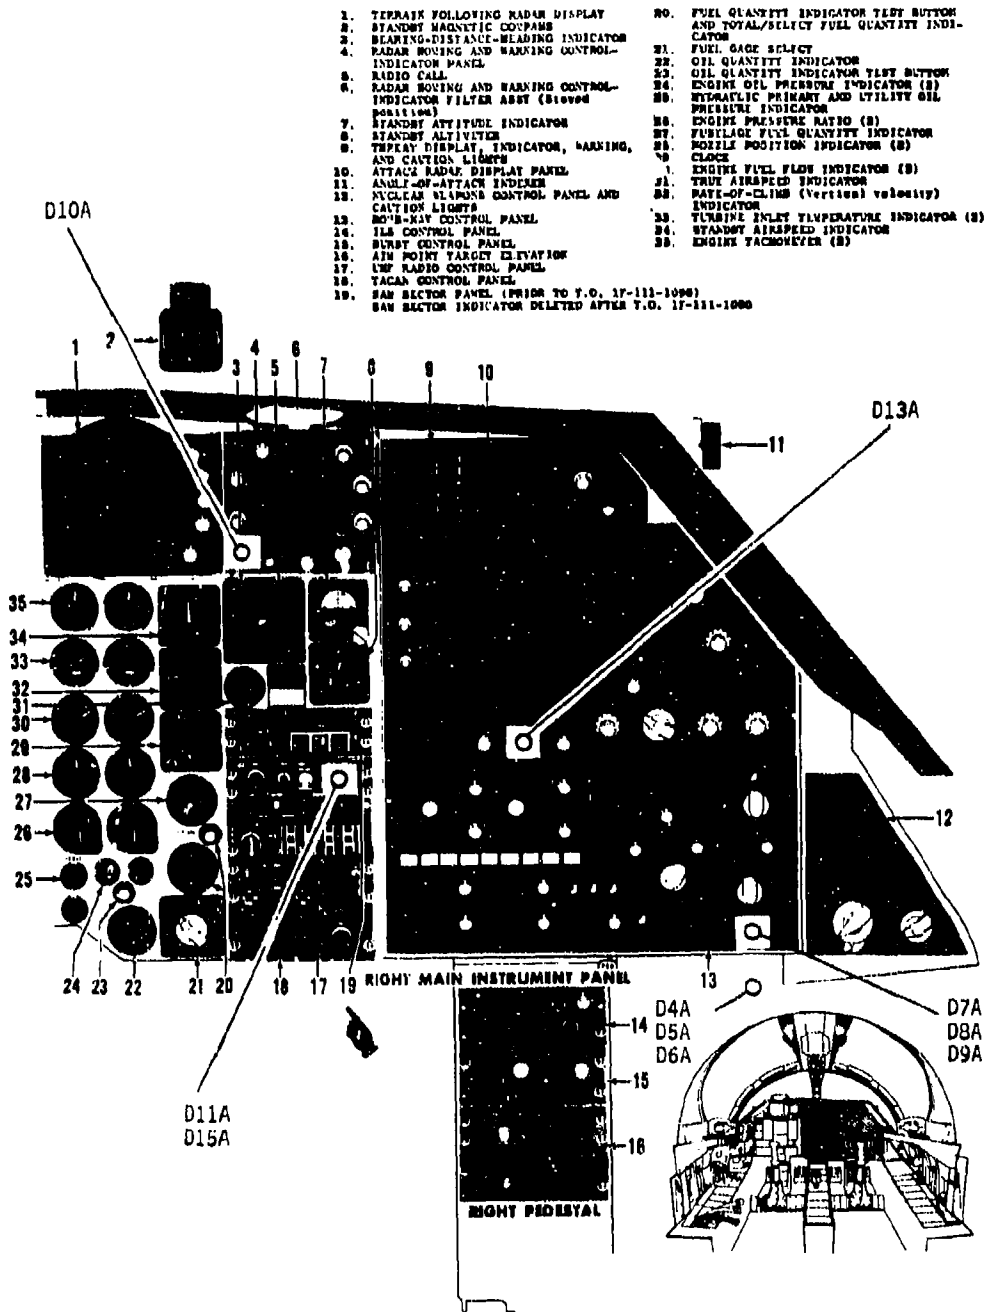 1. TERRAIN FOLLOWING RADAR DISPLAY
2. STANDBY MAGNETIC COMPASS
3. BEARING-DISTANCE-HEADING INDICATOR
4. RADAR HOMING AND WARNING CONTROL-
INDICATOR PANEL
5. RADIO CALL
6. RADAR HOMING AND WARNING CONTROL-
INDICATOR FILTER ASSY (Stowed
position)
7. STANDBY ATTITUDE INDICATOR
8. STANDBY ALTIMETER
9. THREAT DISPLAY, INDICATOR, WARNING,
AND CAUTION LIGHTS
10. ATTACK RADAR DISPLAY PANEL
11. ANGLE-OF-ATTACK INDEXER
12. NUCLEAR WEAPONS CONTROL PANEL AND
CAUTION LIGHTS
13. BOMB-NAV CONTROL PANEL
14. ILS CONTROL PANEL
15. BURST CONTROL PANEL
16. AIM POINT TARGET ELEVATION
17. UHF RADIO CONTROL PANEL
18. TACAN CONTROL PANEL
19. SAM SECTOR PANEL (PRIOR TO T.O. 1F-111-)
SAM SECTOR INDICATOR DELETED AFTER T.O. 1F-111-
20. FUEL QUANTITY INDICATOR TEST BUTTON
AND TOTAL/SELECT FUEL QUANTITY INDI-
CATOR
21. FUEL GAGE SELECT
22. OIL QUANTITY INDICATOR
23. OIL QUANTITY INDICATOR TEST BUTTON
24. ENGINE OIL PRESSURE INDICATOR (2)
25. HYDRAULIC PRIMARY AND UTILITY OIL
PRESSURE INDICATOR
26. ENGINE PRESSURE RATIO (2)
27. FUSELAGE FUEL QUANTITY INDICATOR
28. NOZZLE POSITION INDICATOR (2)
CLOCK
ENGINE FUEL FLOW INDICATOR (2)
31. TRUE AIRSPEED INDICATOR
32. RATE-OF-CLIMB (Vertical velocity)
INDICATOR
33. TURBINE INLET TEMPERATURE INDICATOR (2)
34. STANDBY AIRSPEED INDICATOR
35. ENGINE TACHOMETER (2)
D10A
D13A
1
2
3
4
5
6
7
8
9
10
11
35
34
33
32
31
30
29
28
27
26
25
12
24
23
22
21
20
18
17
19
13
RIGHT MAIN INSTRUMENT PANEL
14
15
16
D4A
D5A
D6A
D7A
D8A
D9A
D11A
D15A
RIGHT PEDESTAL